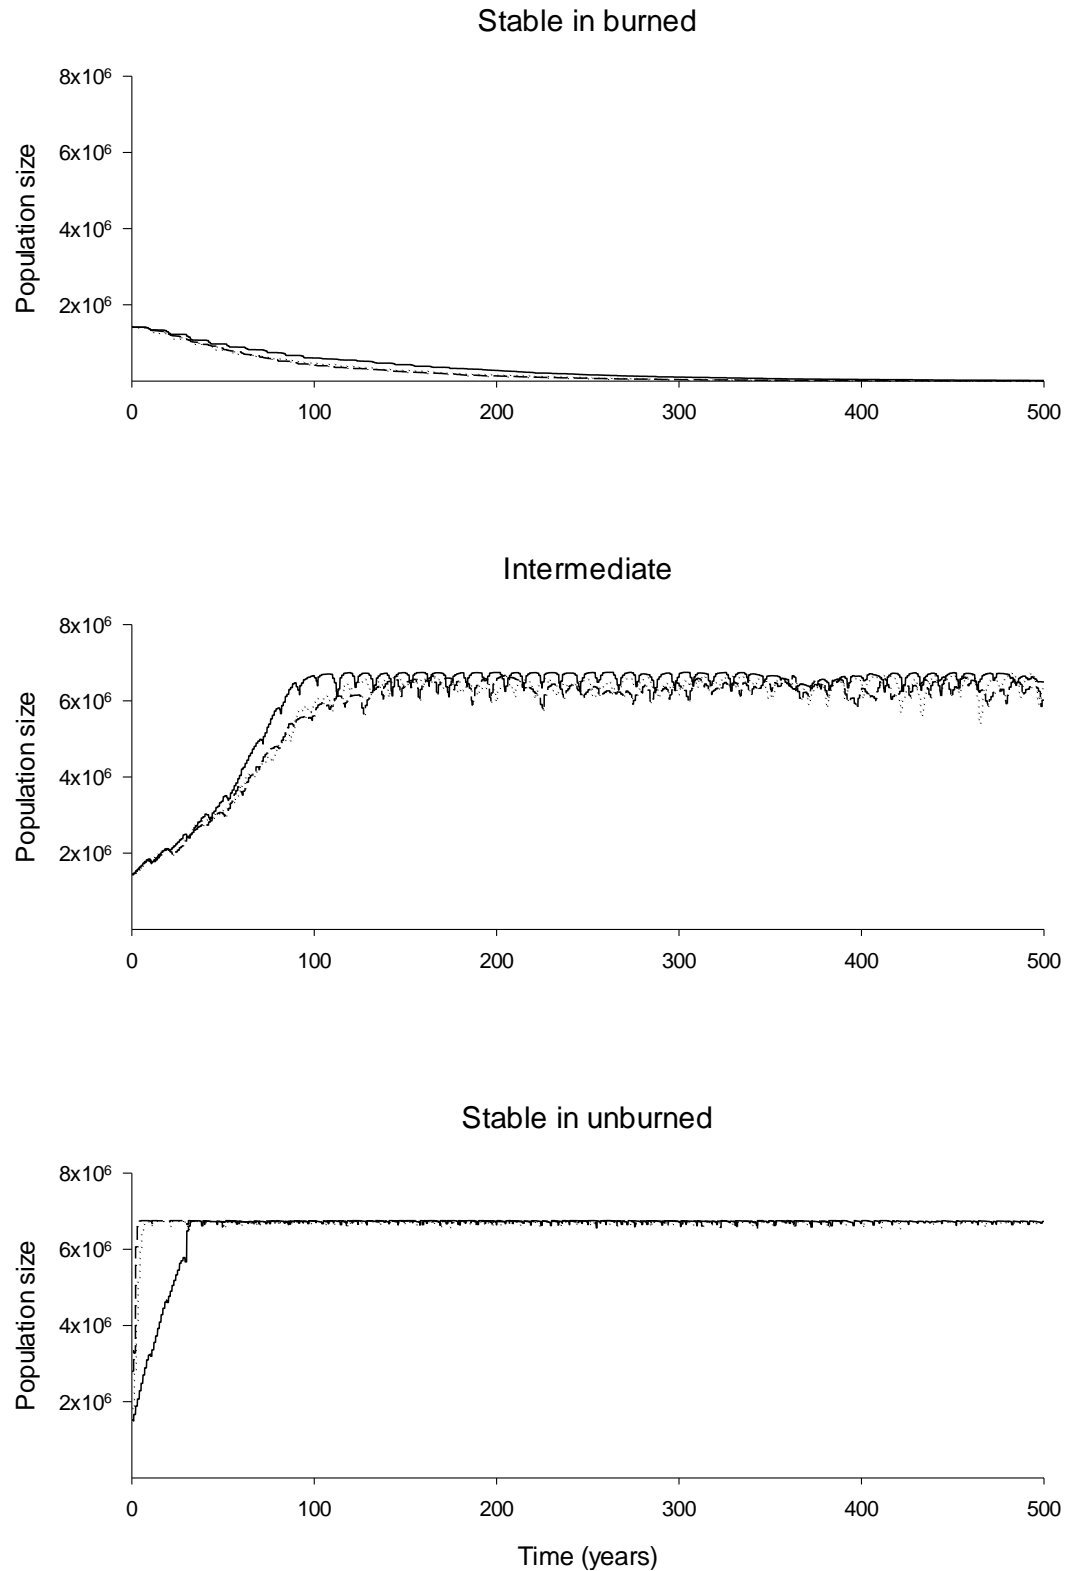 Stable in burned
8x10⁶
6x10⁶
4x10⁶
2x10⁶
Population size
0 100 200 300 400 500
Intermediate
8x10⁶
6x10⁶
4x10⁶
2x10⁶
Population size
0 100 200 300 400 500
Stable in unburned
8x10⁶
6x10⁶
4x10⁶
2x10⁶
Population size
0 100 200 300 400 500
Time (years)